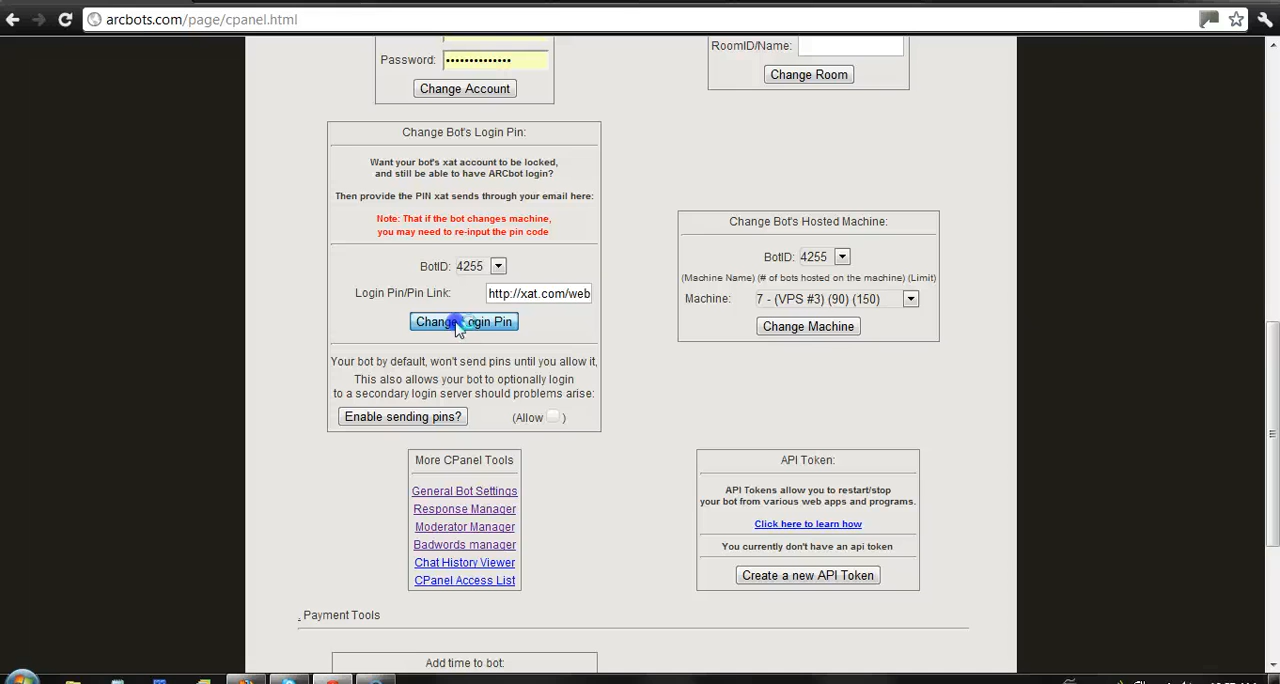 arcbots.com/page/cpanel.html
Password: ••••••••••••••
Change Account
RoomID/Name:
Change Room
Change Bot's Login Pin:
Want your bot's xat account to be locked,
and still be able to have ARCbot login?
Then provide the PIN xat sends through your email here:
Note: That if the bot changes machine,
you may need to re-input the pin code
BotID: 4255
Login Pin/Pin Link: http://xat.com/web
Change Login Pin
Your bot by default, won't send pins until you allow it,
This also allows your bot to optionally login
to a secondary login server should problems arise:
Enable sending pins? (Allow )
Change Bot's Hosted Machine:
BotID: 4255
(Machine Name) (# of bots hosted on the machine) (Limit)
Machine: 7 - (VPS #3) (90) (150)
Change Machine
More CPanel Tools
General Bot Settings
Response Manager
Moderator Manager
Badwords manager
Chat History Viewer
CPanel Access List
API Token:
API Tokens allow you to restart/stop
your bot from various web apps and programs.
Click here to learn how
You currently don't have an api token
Create a new API Token
. Payment Tools
Add time to bot: